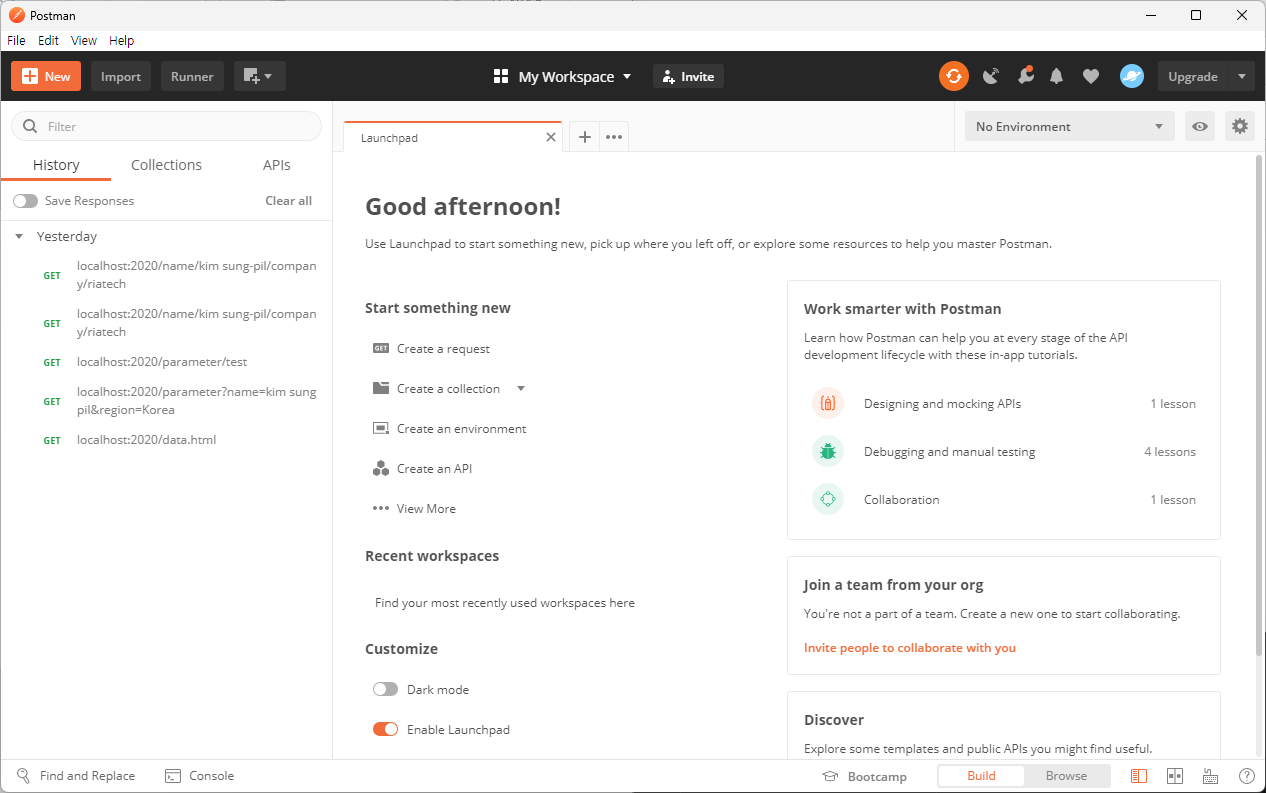 Postman
File Edit View Help
New Import Runner My Workspace Invite Upgrade
Filter
History Collections APIs
Save Responses Clear all
Yesterday
GET localhost:2020/name/kim sung-pil/compan
y/riatech
GET localhost:2020/name/kim sung-pil/compan
y/riatech
GET localhost:2020/parameter/test
GET localhost:2020/parameter?name=kim sung
pil&region=Korea
GET localhost:2020/data.html
Launchpad
No Environment
Good afternoon!
Use Launchpad to start something new, pick up where you left off, or explore some resources to help you master Postman.
Start something new
GET Create a request
Create a collection
Create an environment
Create an API
View More
Recent workspaces
Find your most recently used workspaces here
Customize
Dark mode
Enable Launchpad
Work smarter with Postman
Learn how Postman can help you at every stage of the API
development lifecycle with these in-app tutorials.
Designing and mocking APIs 1 lesson
Debugging and manual testing 4 lessons
Collaboration 1 lesson
Join a team from your org
You're not a part of a team. Create a new one to start collaborating.
Invite people to collaborate with you
Discover
Explore some templates and public APIs you might find useful.
Find and Replace Console Bootcamp Build Browse